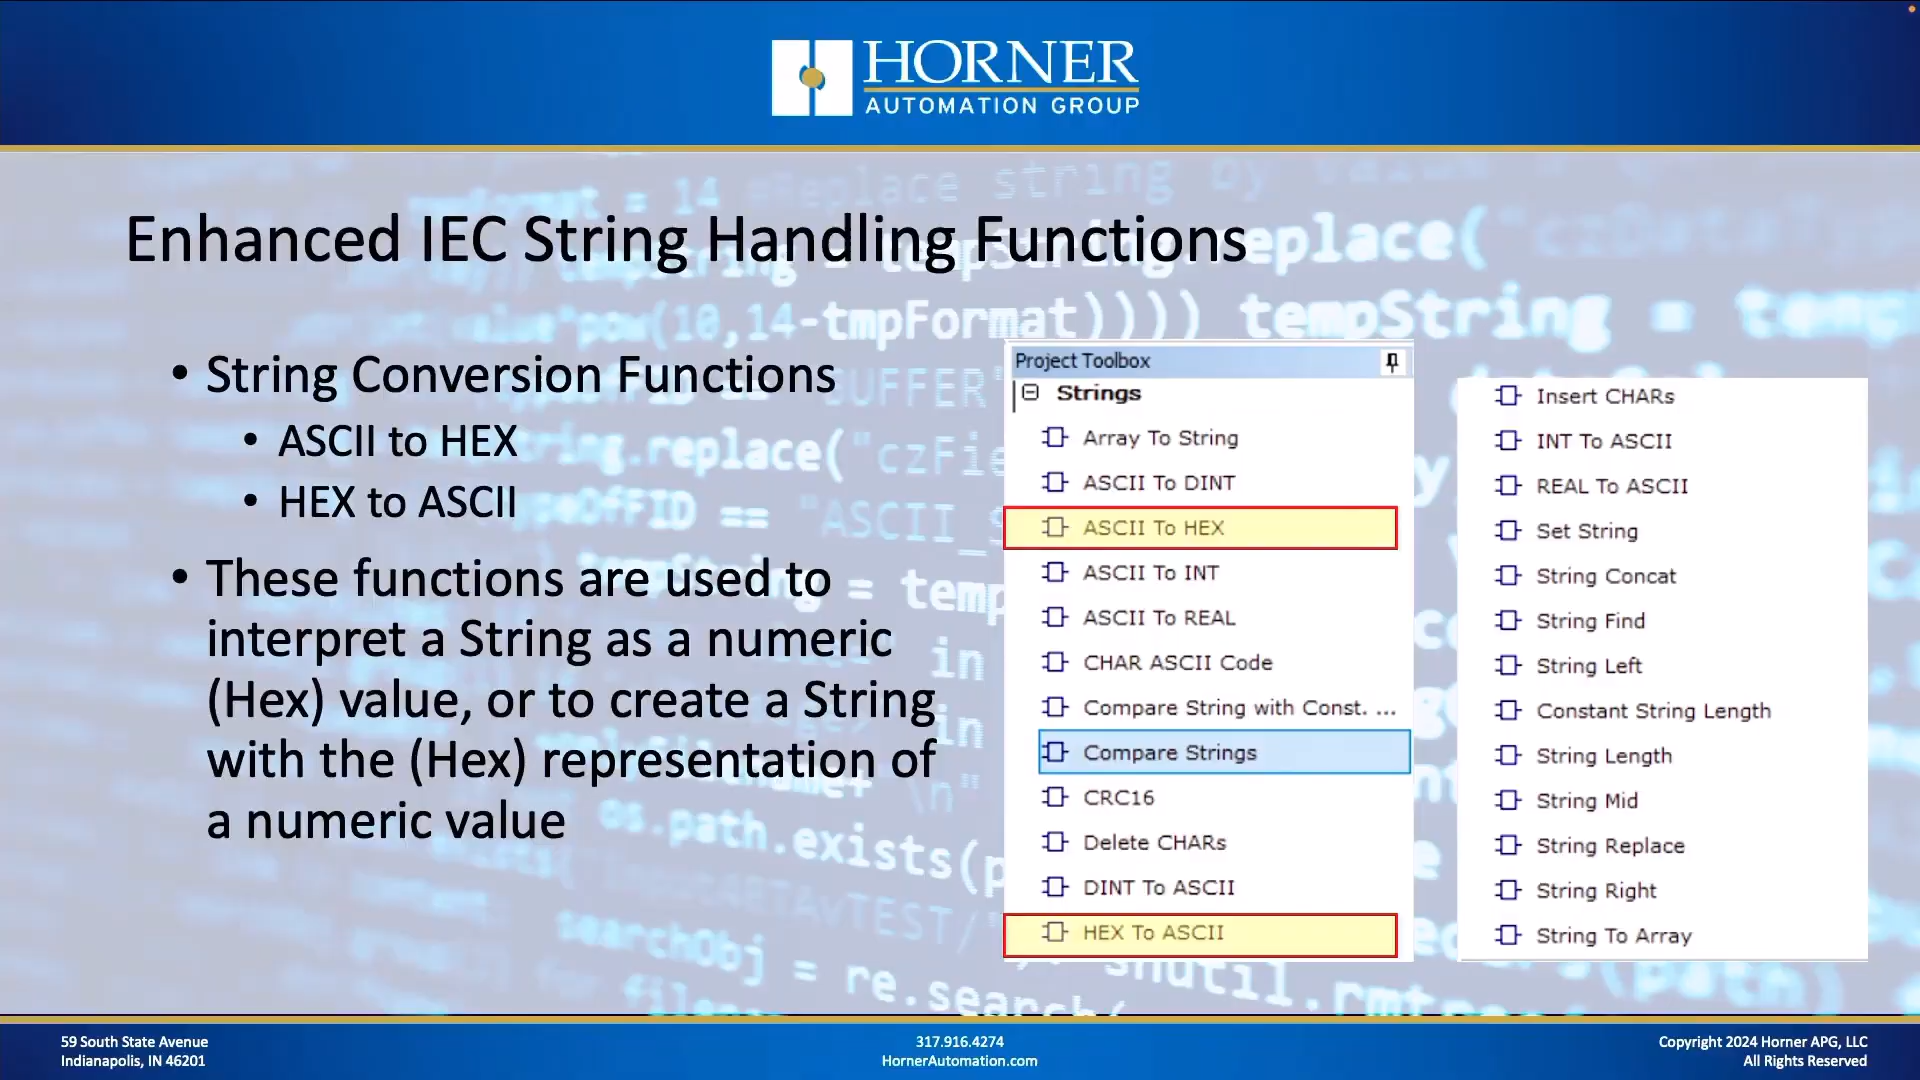 HORNER
AUTOMATION GROUP
Enhanced IEC String Handling Functions
• String Conversion Functions
• ASCII to HEX
• HEX to ASCII
• These functions are used to
interpret a String as a numeric
(Hex) value, or to create a String
with the (Hex) representation of
a numeric value
Project Toolbox
Strings
Array To String
ASCII To DINT
ASCII To HEX
ASCII To INT
ASCII To REAL
CHAR ASCII Code
Compare String with Const. ...
Compare Strings
CRC16
Delete CHARs
DINT To ASCII
HEX To ASCII
Insert CHARs
INT To ASCII
REAL To ASCII
Set String
String Concat
String Find
String Left
Constant String Length
String Length
String Mid
String Replace
String Right
String To Array
59 South State Avenue
Indianapolis, IN 46201
317.916.4274
HornerAutomation.com
Copyright 2024 Horner APG, LLC
All Rights Reserved